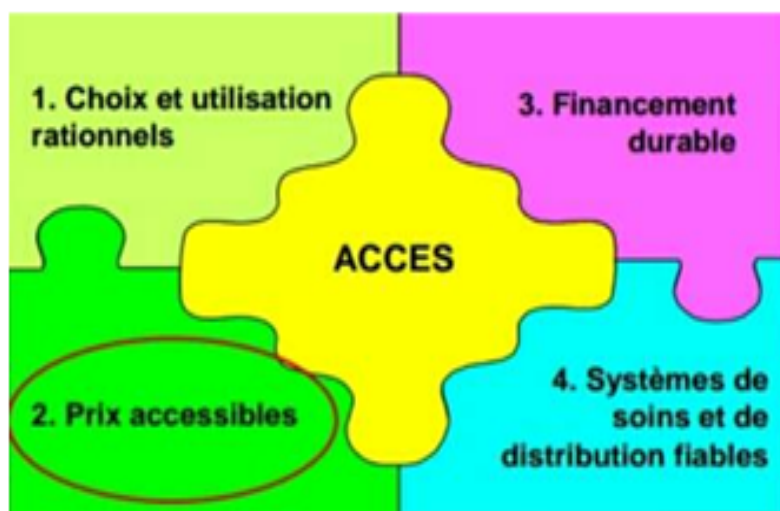 1. Choix et utilisation
rationnels
3. Financement
durable
ACCES
2. Prix accessibles
4. Systèmes de
soins et de
distribution fiables